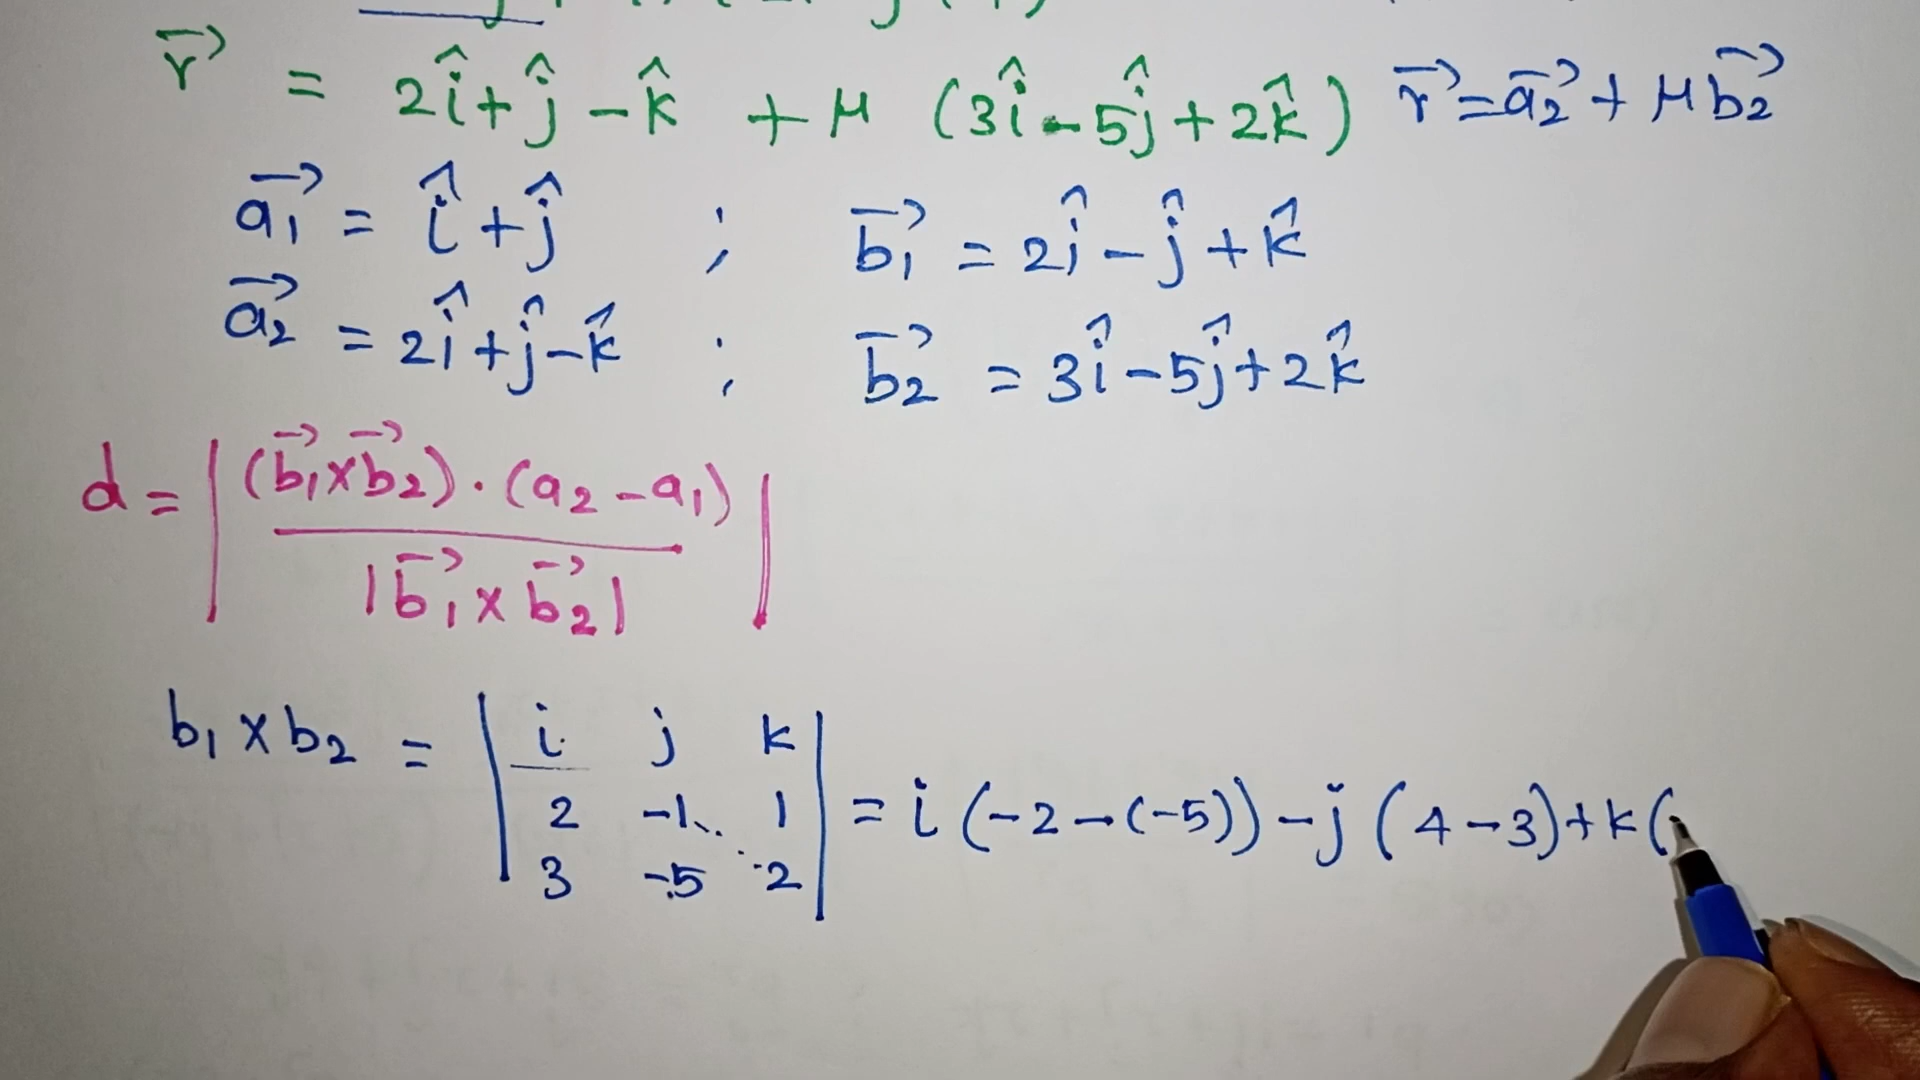 r⃗ = 2î+ĵ-k̂ + μ (3î-5ĵ+2k̂) r⃗=a⃗2+μb⃗2
a⃗1 = î+ĵ ; b⃗1 = 2î-ĵ+k̂
a⃗2 = 2î+ĵ-k̂ ; b⃗2 = 3î-5ĵ+2k̂
d = | (b⃗1×b⃗2)·(a2-a1) |
|b⃗1×b⃗2|
b1×b2 = | i j k | = i(-2-(-5))-j(4-3)+k(
2 -1 1
3 -5 2